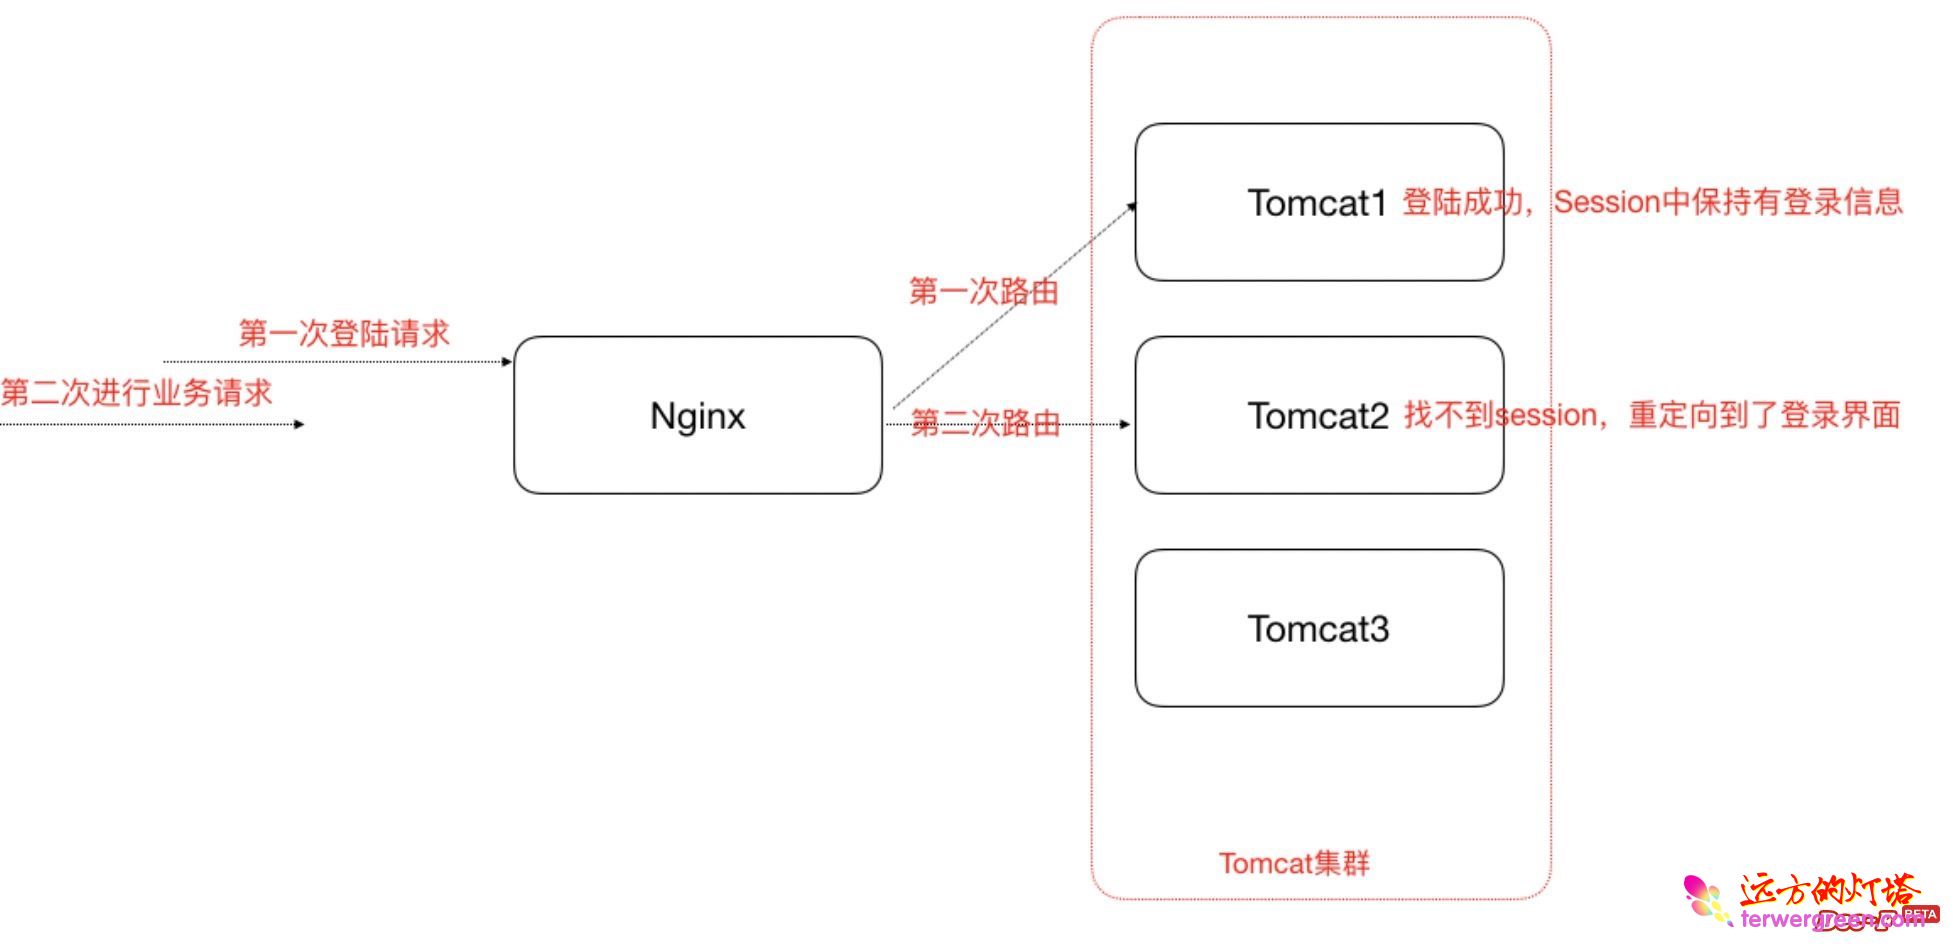 Tomcat1 登陆成功，Session中保持有登录信息
第一次路由
第一次登陆请求
第二次进行业务请求
Nginx
第二次路由
Tomcat2 找不到session，重定向到了登录界面
Tomcat3
Tomcat集群
远方的灯塔
terwergreen.com
BETA